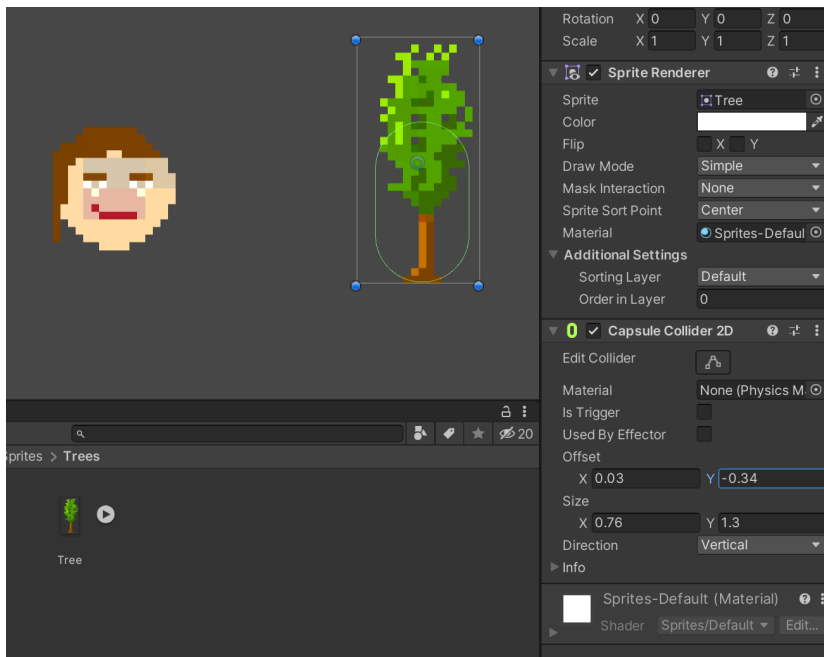 Rotation X 0 Y 0 Z 0
Scale X 1 Y 1 Z 1
Sprite Renderer
Sprite Tree
Color
Flip X Y
Draw Mode Simple
Mask Interaction None
Sprite Sort Point Center
Material Sprites-Defaul
Additional Settings
Sorting Layer Default
Order in Layer 0
Capsule Collider 2D
Edit Collider
Material None (Physics M
Is Trigger
Used By Effector
Offset
X 0.03 Y -0.34
Size
X 0.76 Y 1.3
Direction Vertical
Info
Sprites-Default (Material)
Shader Sprites/Default Edit...
20
Sprites > Trees
Tree